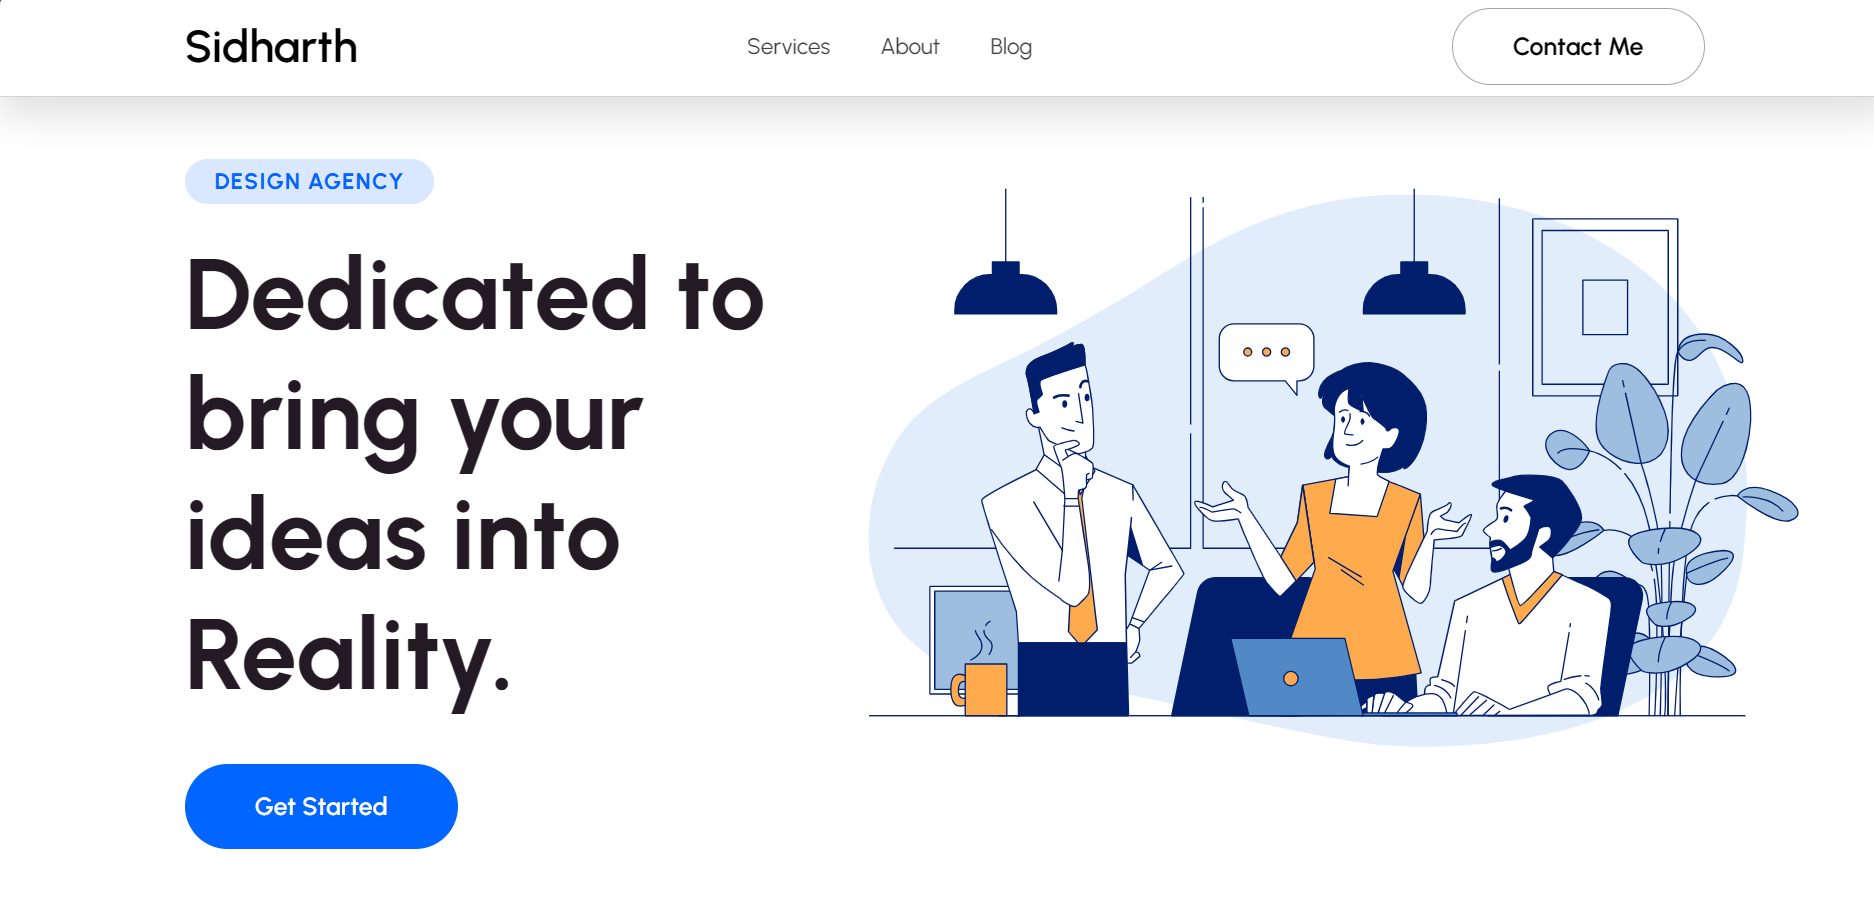 Sidharth
Services About Blog
Contact Me
DESIGN AGENCY
Dedicated to
bring your
ideas into
Reality.
Get Started